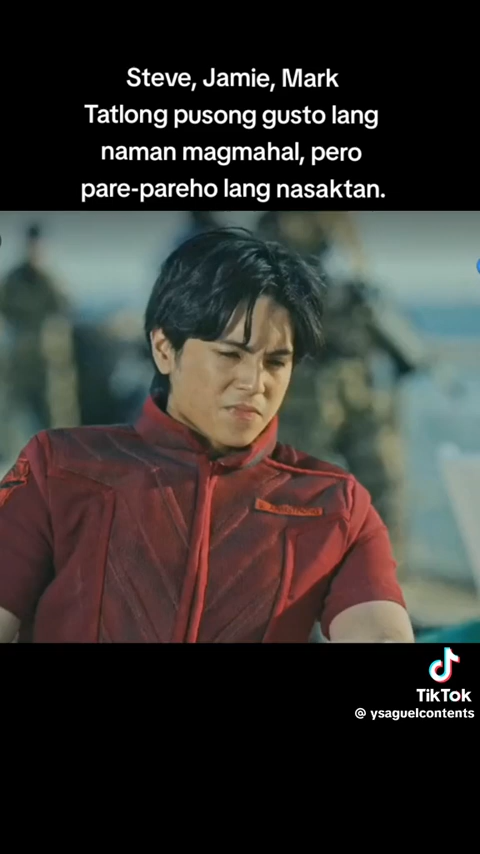 Steve, Jamie, Mark
Tatlong pusong gusto lang
naman magmahal, pero
pare-pareho lang nasaktan.
TikTok
@ ysaguelcontents